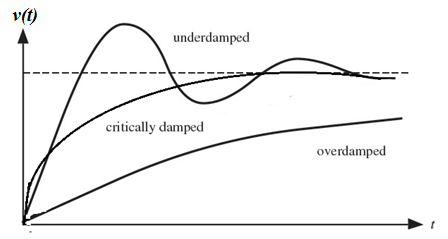 v(t)
underdamped
critically damped
overdamped
t